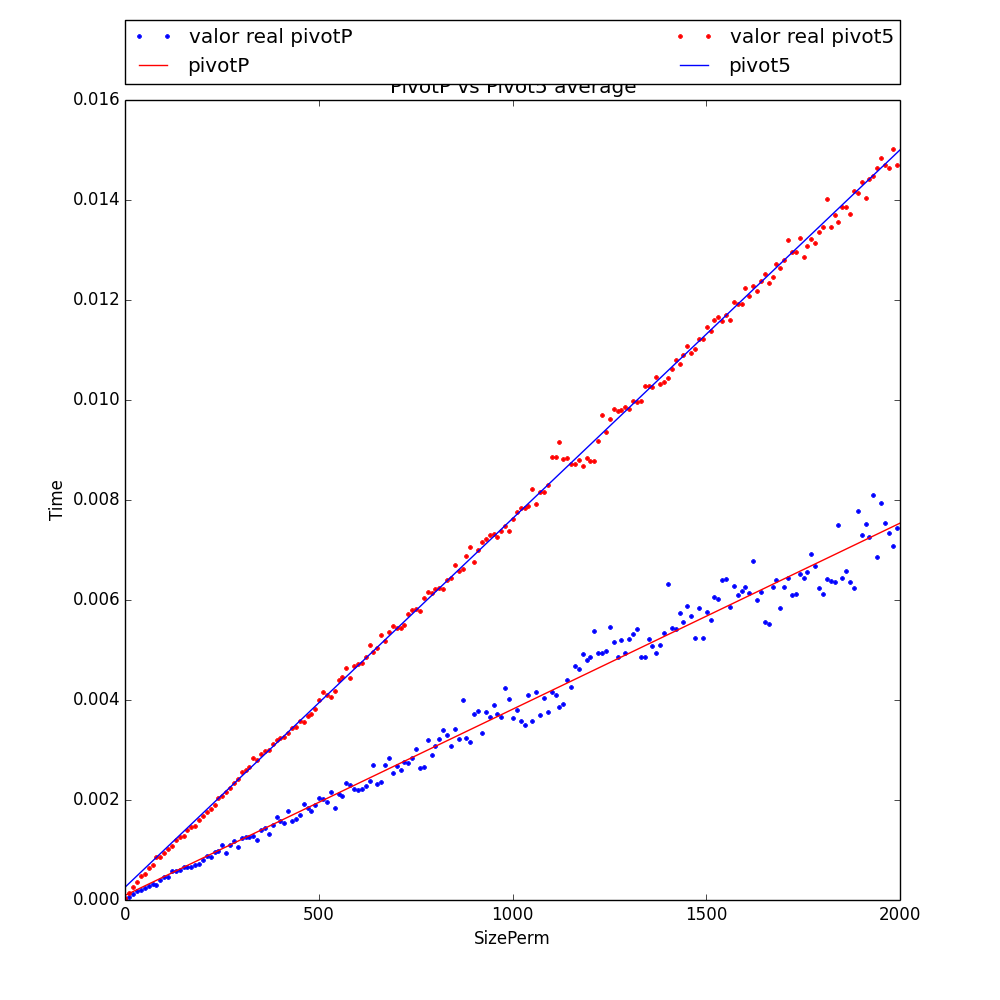 valor real pivotP
valor real pivot5
pivotP
pivot5
PivotP vs Pivot5 average
0.016
0.014
0.012
0.010
0.008
0.006
0.004
0.002
0.000
Time
0 500 1000 1500 2000
SizePerm